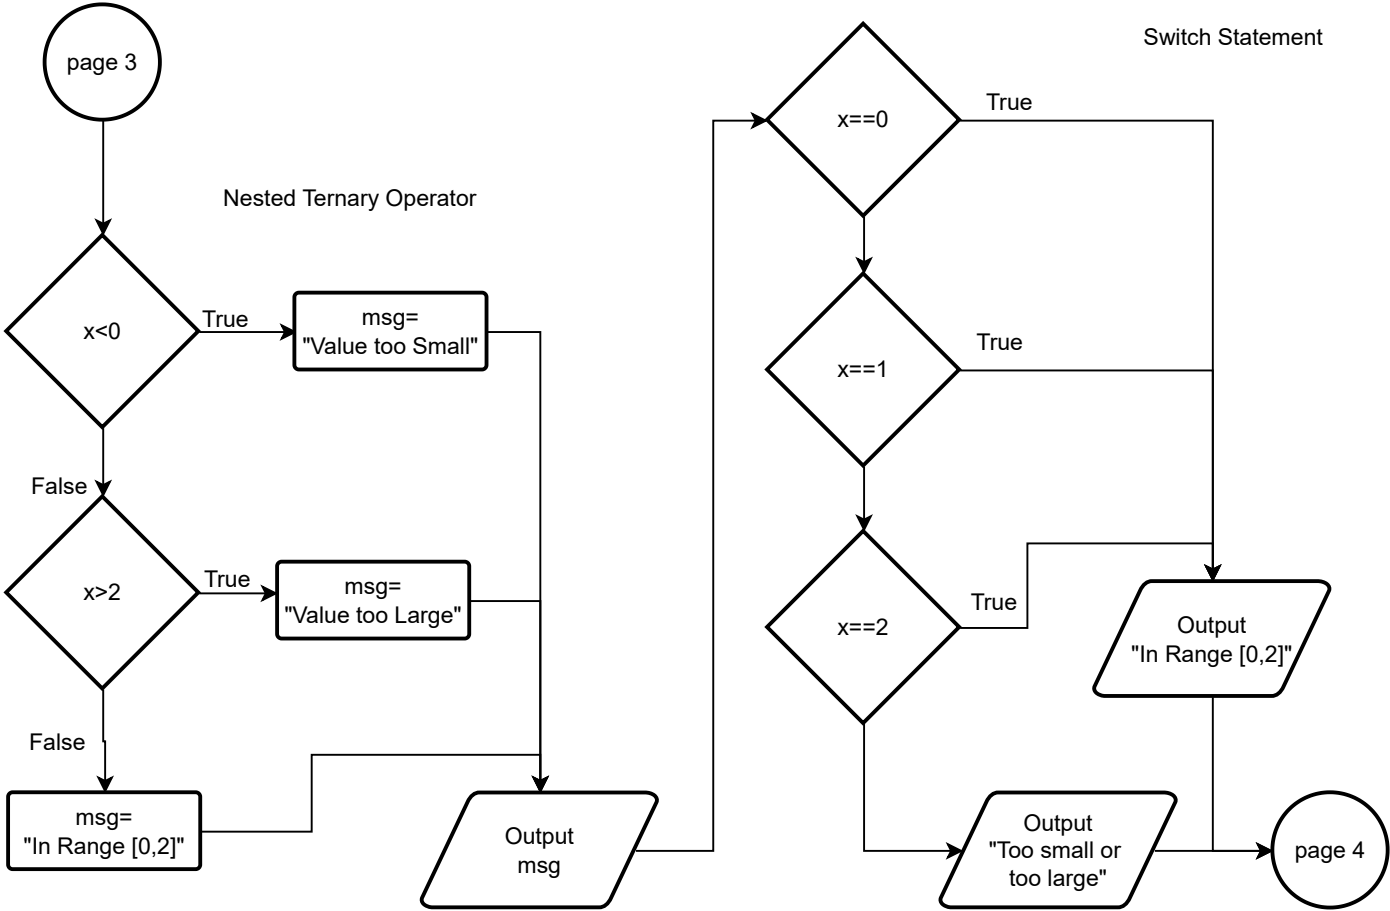 page 3
Nested Ternary Operator
x<0
True
msg=
"Value too Small"
False
x>2
True
msg=
"Value too Large"
False
msg=
"In Range [0,2]"
Output
msg
Switch Statement
x==0
True
x==1
True
x==2
True
Output
"In Range [0,2]"
Output
"Too small or
too large"
page 4